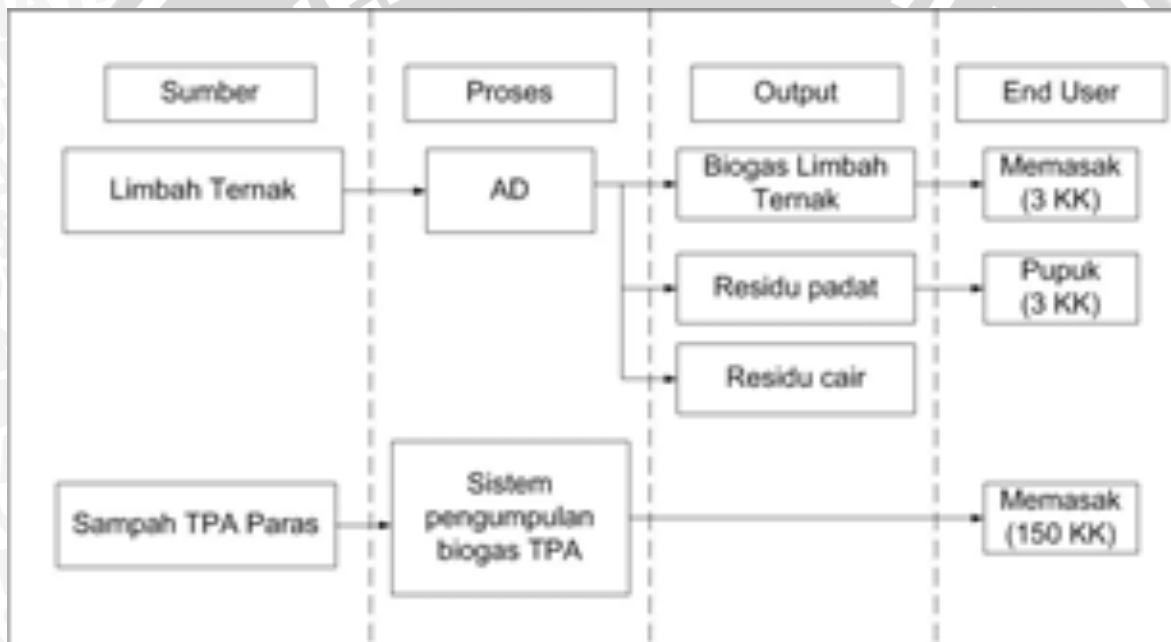 Sumber
Proses
Output
End User
Limbah Ternak
AD
Biogas Limbah
Ternak
Memasak
(3 KK)
Residu padat
Pupuk
(3 KK)
Residu cair
Sampah TPA Paras
Sistem
pengumpulan
biogas TPA
Memasak
(150 KK)